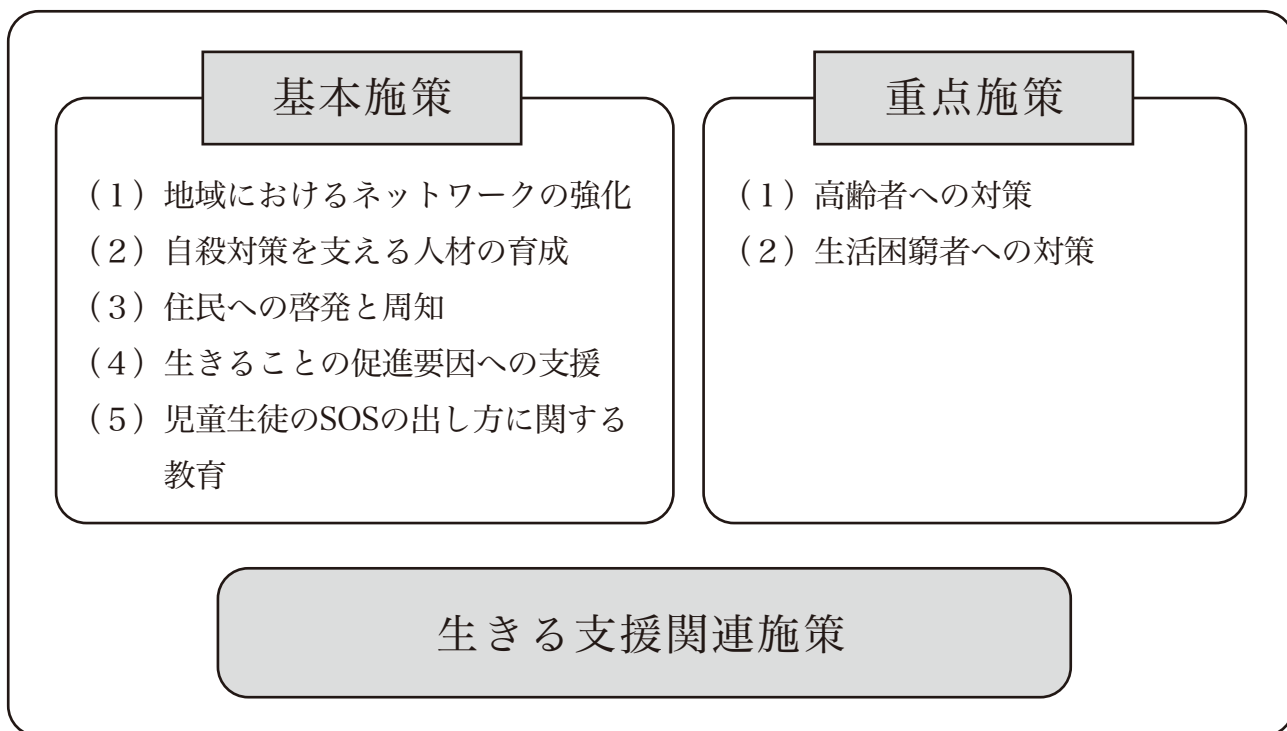 基本施策
（１）地域におけるネットワークの強化
（２）自殺対策を支える人材の育成
（３）住民への啓発と周知
（４）生きることの促進要因への支援
（５）児童生徒のSOSの出し方に関する
教育
重点施策
（１）高齢者への対策
（２）生活困窮者への対策
生きる支援関連施策